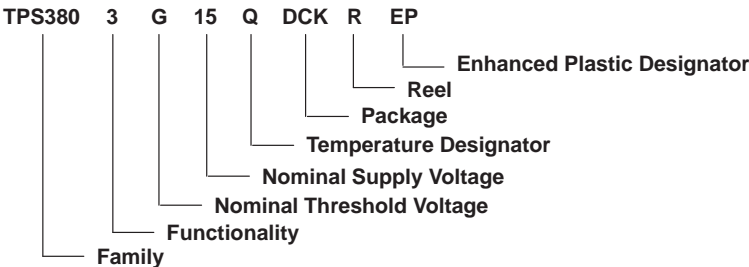 TPS380 3 G 15 Q DCK R EP
Enhanced Plastic Designator
Reel
Package
Temperature Designator
Nominal Supply Voltage
Nominal Threshold Voltage
Functionality
Family